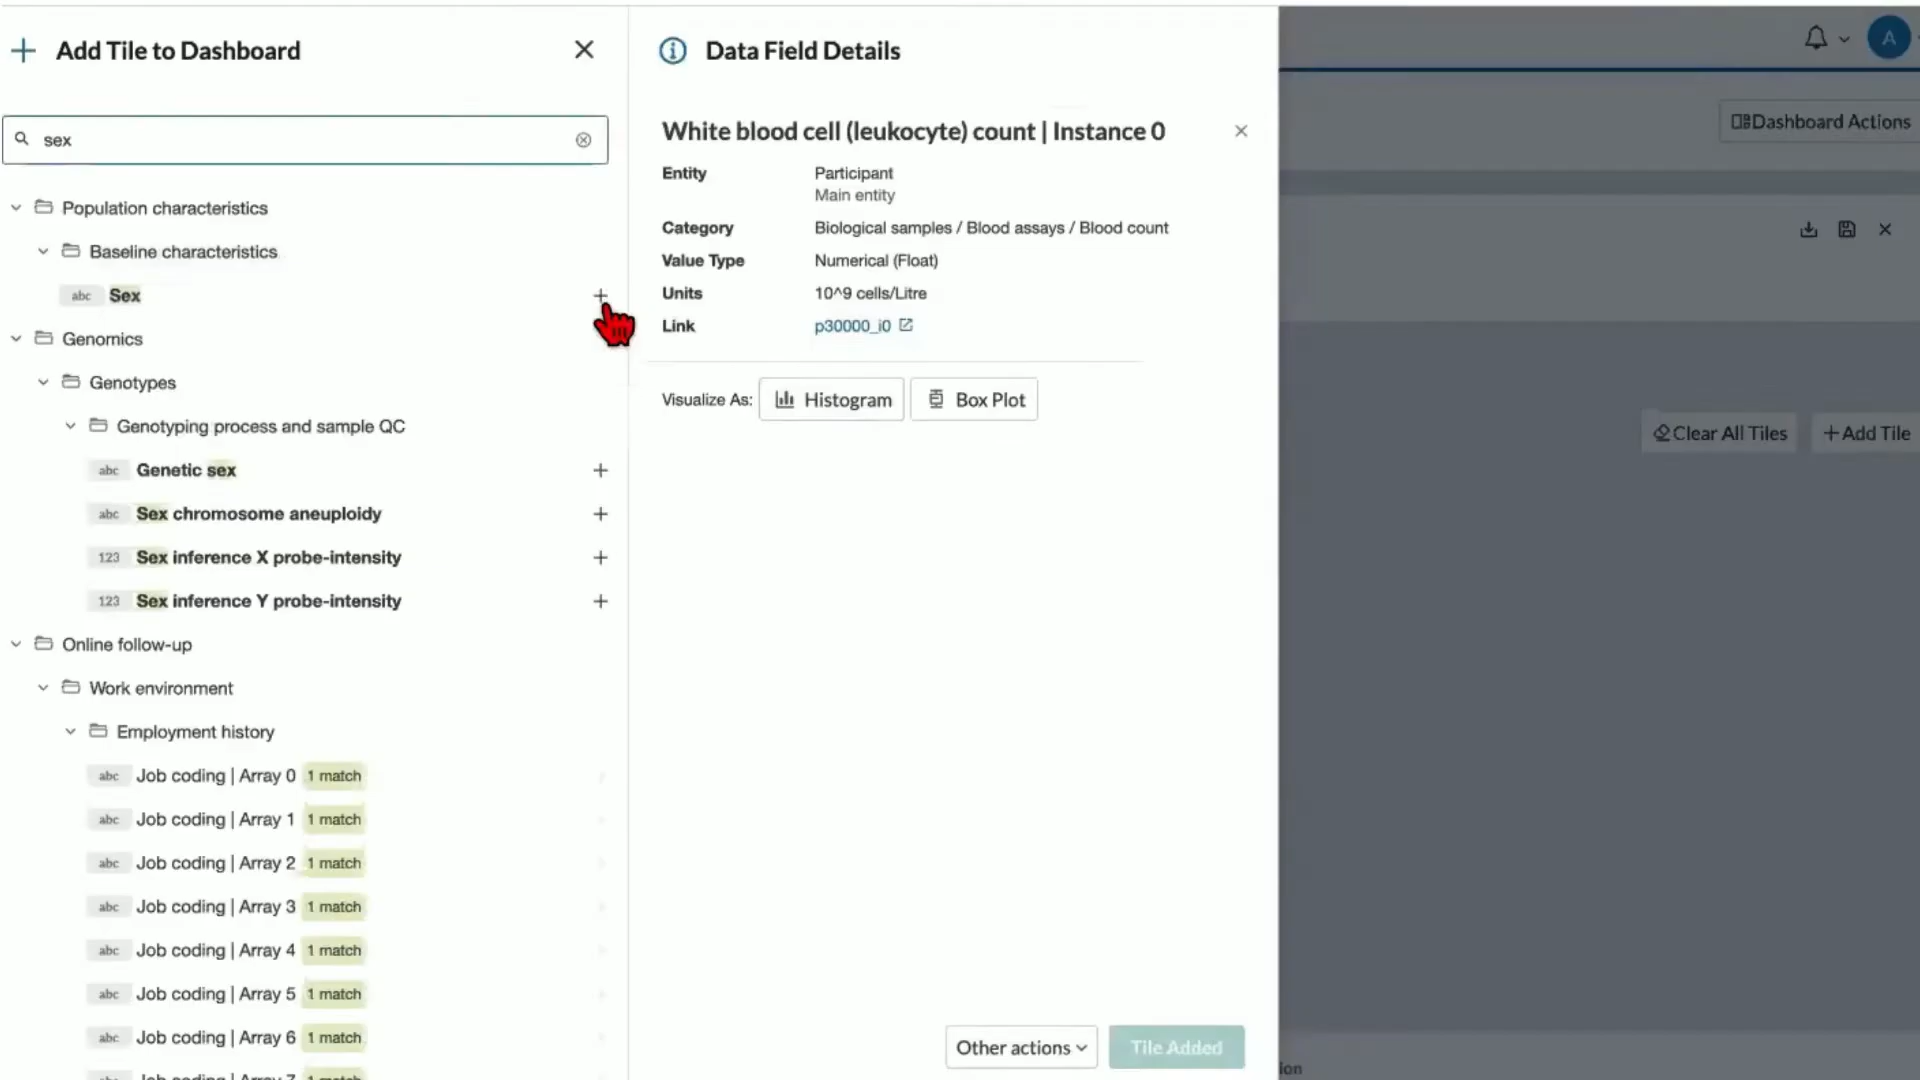 Add Tile to Dashboard
sex
Population characteristics
Baseline characteristics
abc Sex
Genomics
Genotypes
Genotyping process and sample QC
abc Genetic sex
abc Sex chromosome aneuploidy
123 Sex inference X probe-intensity
123 Sex inference Y probe-intensity
Online follow-up
Work environment
Employment history
abc Job coding | Array 0 1 match
abc Job coding | Array 1 1 match
abc Job coding | Array 2 1 match
abc Job coding | Array 3 1 match
abc Job coding | Array 4 1 match
abc Job coding | Array 5 1 match
abc Job coding | Array 6 1 match
Data Field Details
White blood cell (leukocyte) count | Instance 0
Entity Participant
Main entity
Category Biological samples / Blood assays / Blood count
Value Type Numerical (Float)
Units 10^9 cells/Litre
Link p30000_i0
Visualize As: Histogram Box Plot
Other actions Tile Added
A
Dashboard Actions
Clear All Tiles +Add Tile